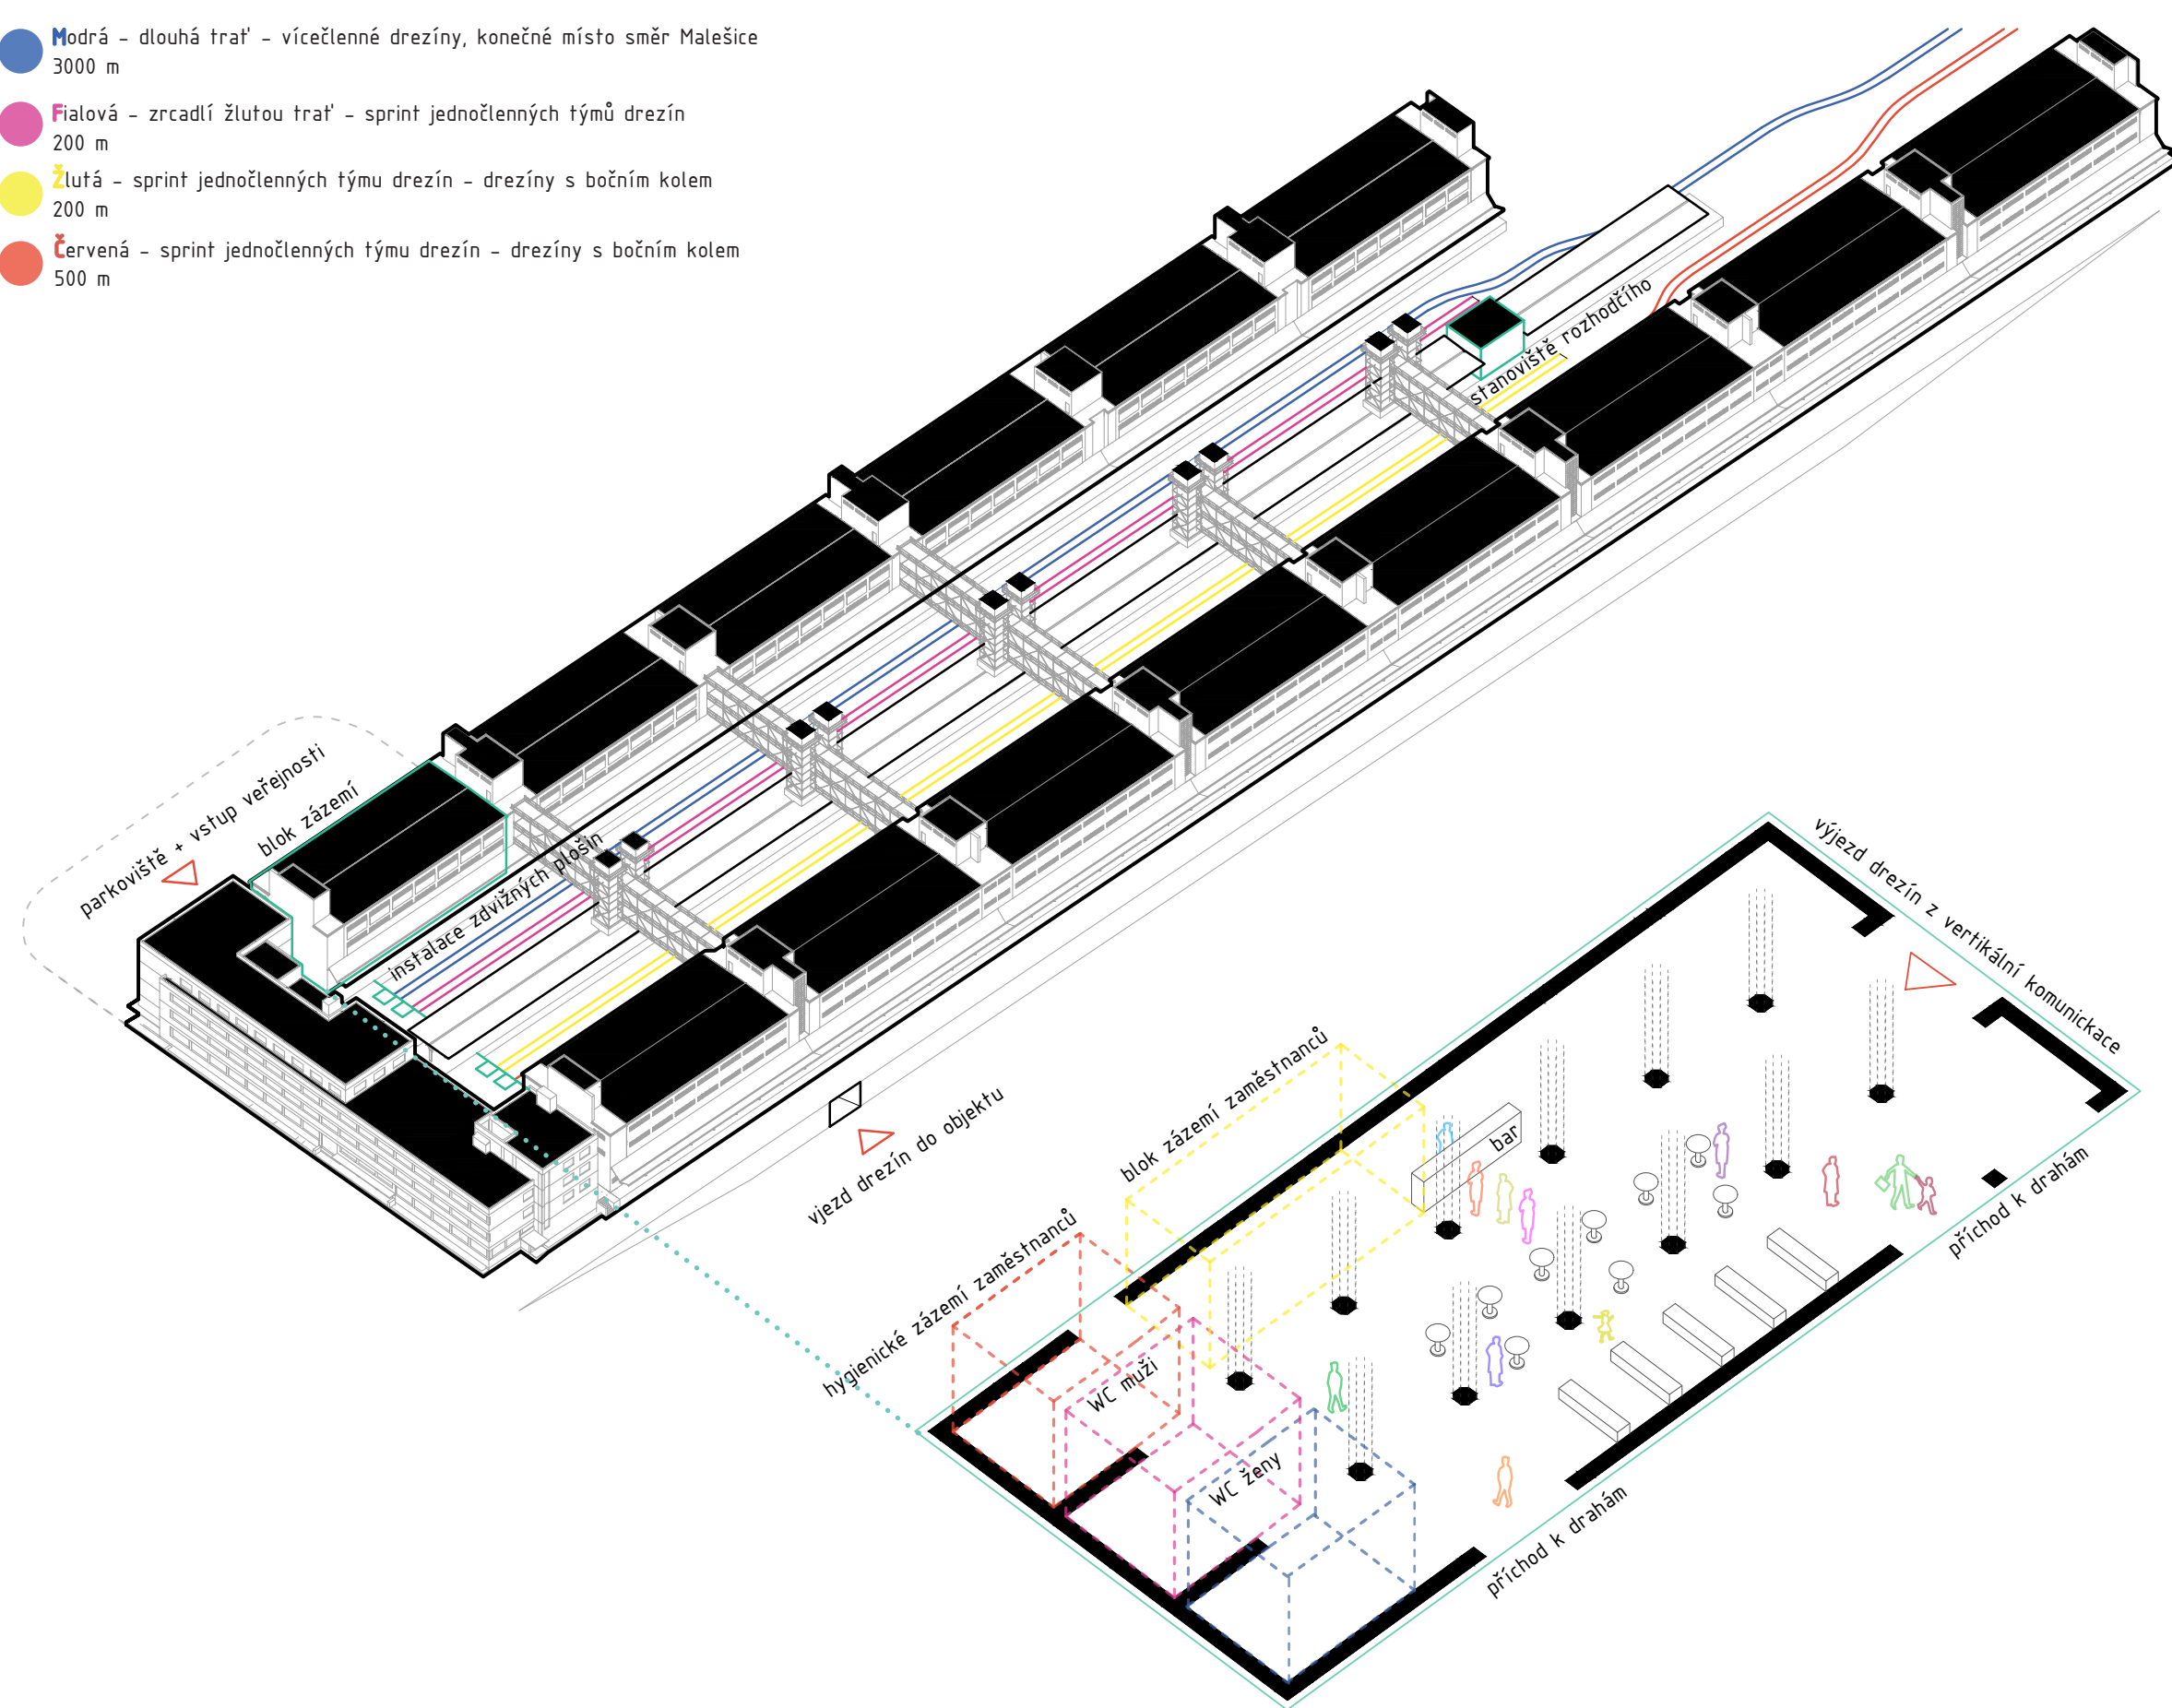 Modrá - dlouhá trať - vícečlenné drezíny, konečné místo směr Malešice
3000 m
Fialová - zrcadlí žlutou trať - sprint jednočlenných týmů drezín
200 m
Žlutá - sprint jednočlenných týmu drezín - drezíny s bočním kolem
200 m
Červená - sprint jednočlenných týmu drezín - drezíny s bočním kolem
500 m
stanoviště rozhodčího
parkoviště + vstup veřejnosti
blok zázemí
instalace zdvižných plošin
vjezd drezín do objektu
výjezd drezín z vertikální komunickace
blok zázemí zaměstnanců
bar
hygienické zázemí zaměstnanců
WC muži
WC ženy
příchod k drahám
příchod k drahám